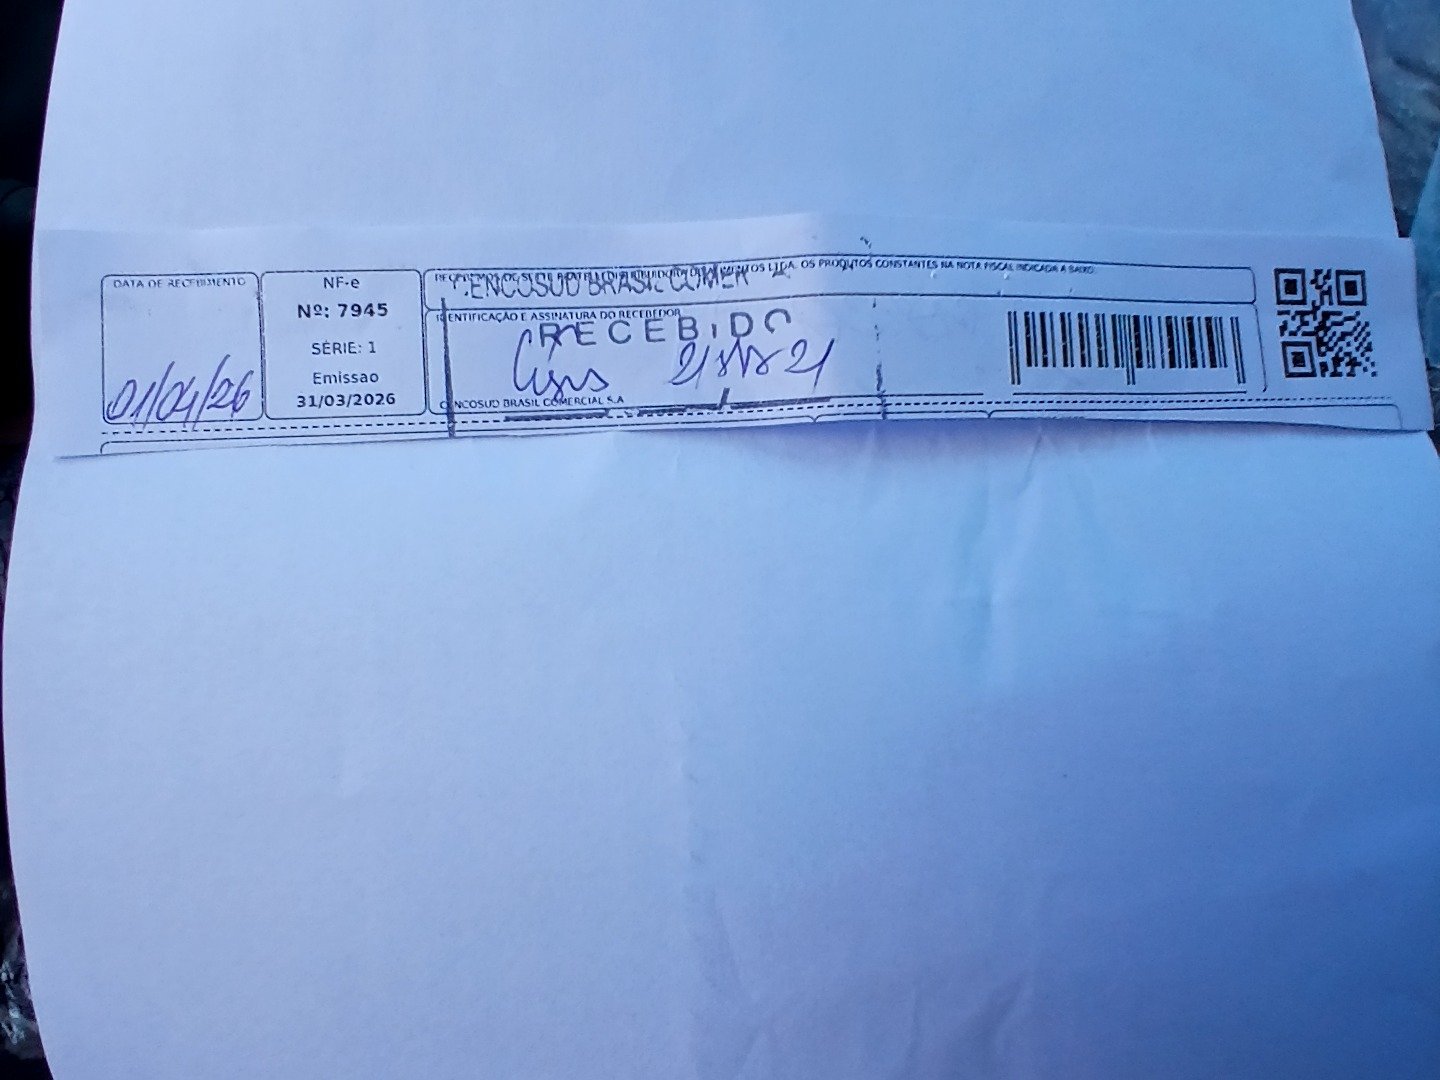 DATA DE RECEBIMENTO
01/04/26
NF-e
Nº: 7945
SÉRIE: 1
Emissao
31/03/2026
OS PRODUTOS CONSTANTES NA NOTA FISCAL INDICADA A BAIXO
CENCOSUD BRASIL COMER
IDENTIFICAÇÃO E ASSINATURA DO RECEBEDOR
RECEBIDO
CENCOSUD BRASIL COMERCIAL S.A